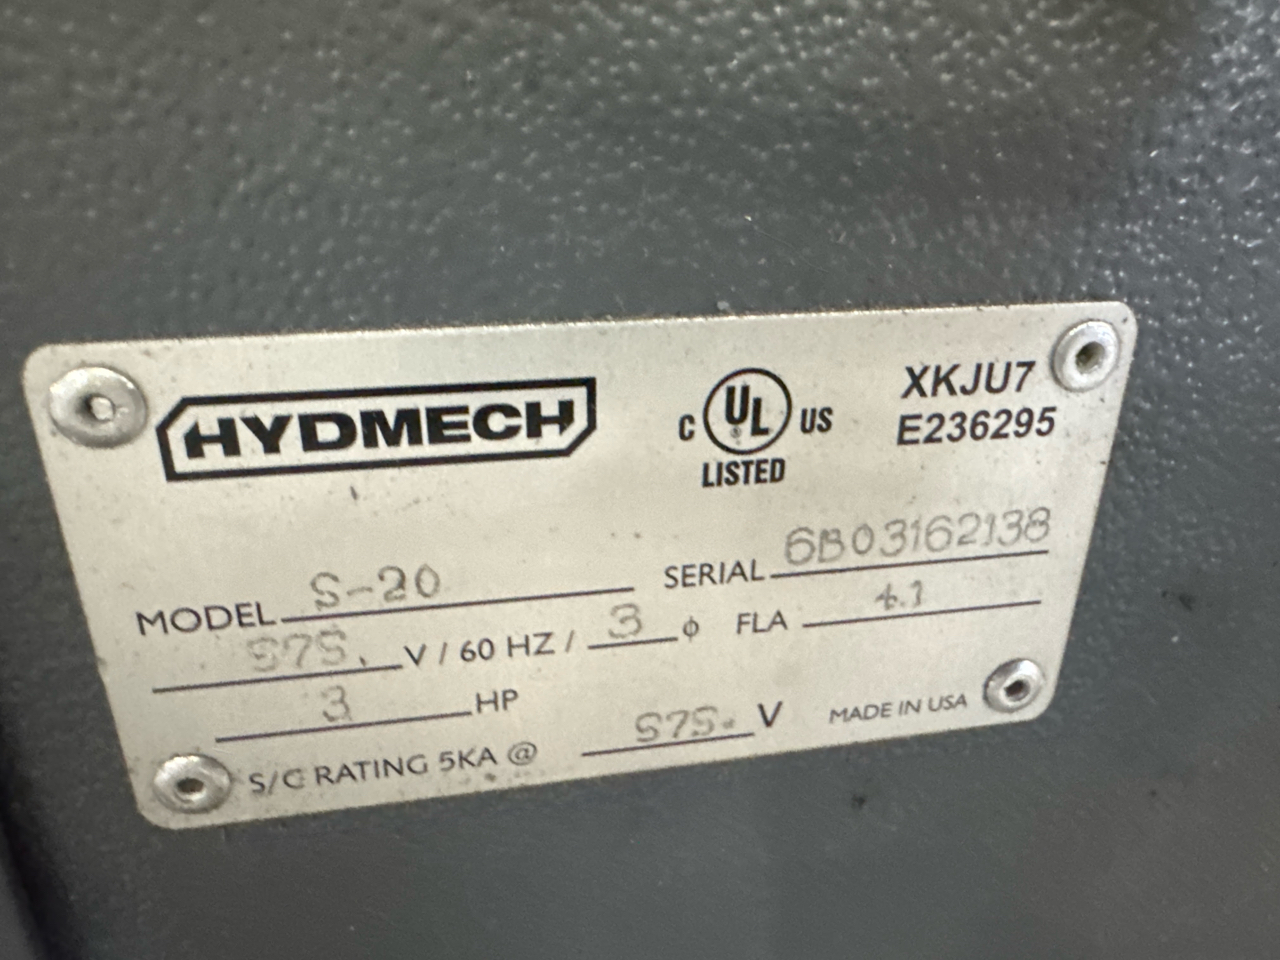 HYDMECH
C UL US
LISTED
XKJU7
E236295
MODEL S-20 SERIAL 6B03162138
575. V / 60 HZ / 3 ϕ FLA 4.1
3 HP
S/C RATING 5KA @ 575. V MADE IN USA